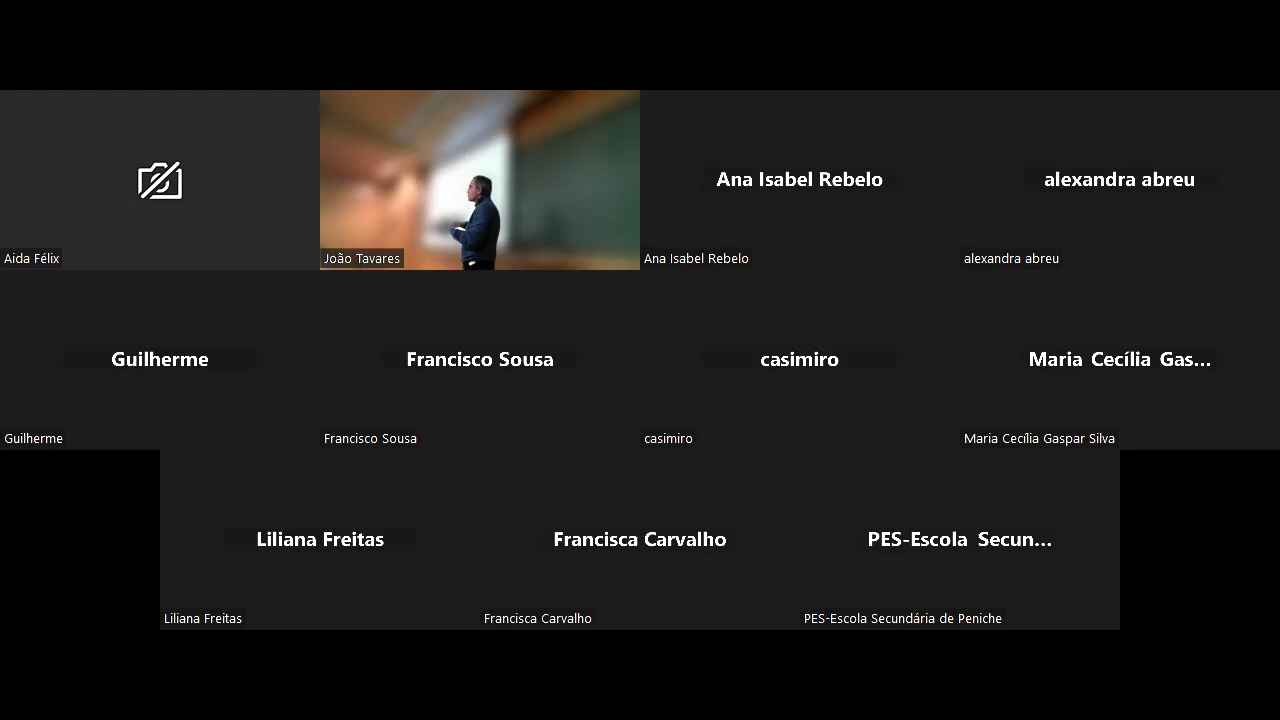 Aida Félix
João Tavares
Ana Isabel Rebelo
Ana Isabel Rebelo
alexandra abreu
alexandra abreu
Guilherme
Guilherme
Francisco Sousa
Francisco Sousa
casimiro
casimiro
Maria Cecília Gas...
Maria Cecília Gaspar Silva
Liliana Freitas
Liliana Freitas
Francisca Carvalho
Francisca Carvalho
PES-Escola Secun...
PES-Escola Secundária de Peniche